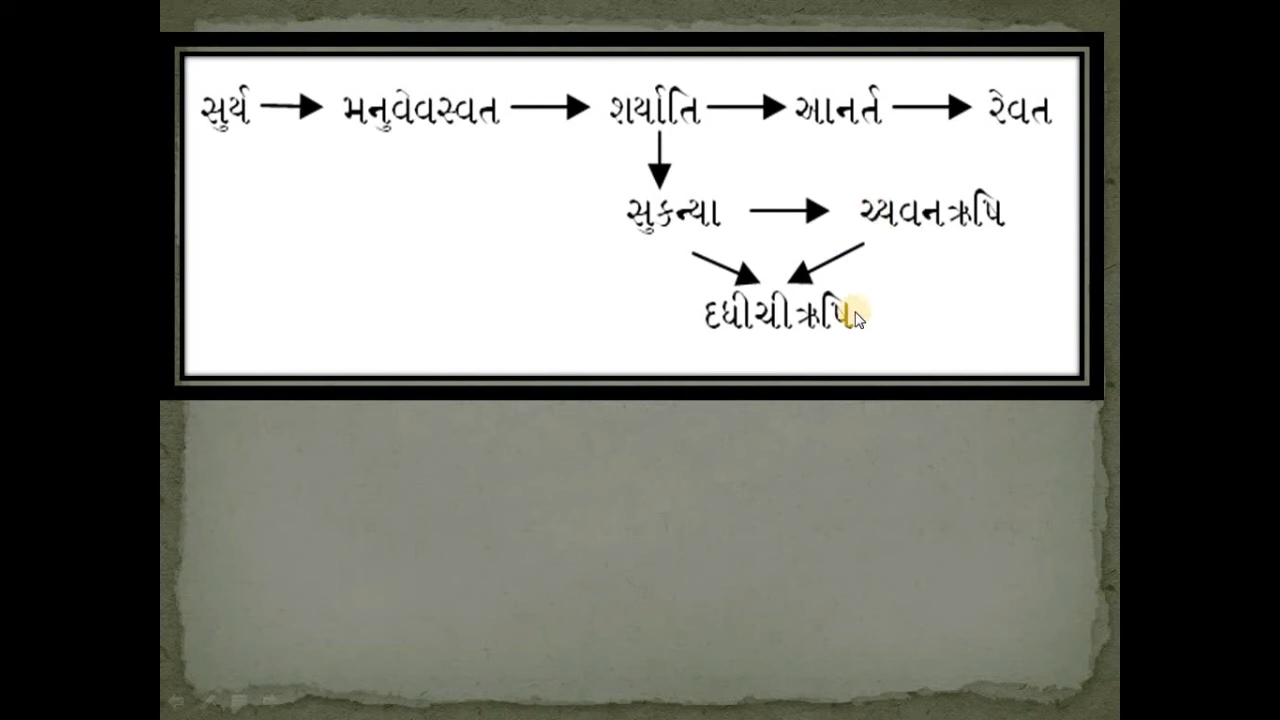 સુર્ય મનુવેવસ્વત શર્યાતિ આનર્ત રેવત
સુકન્યા ચ્યવનઋષિ
દધીચીઋષિ